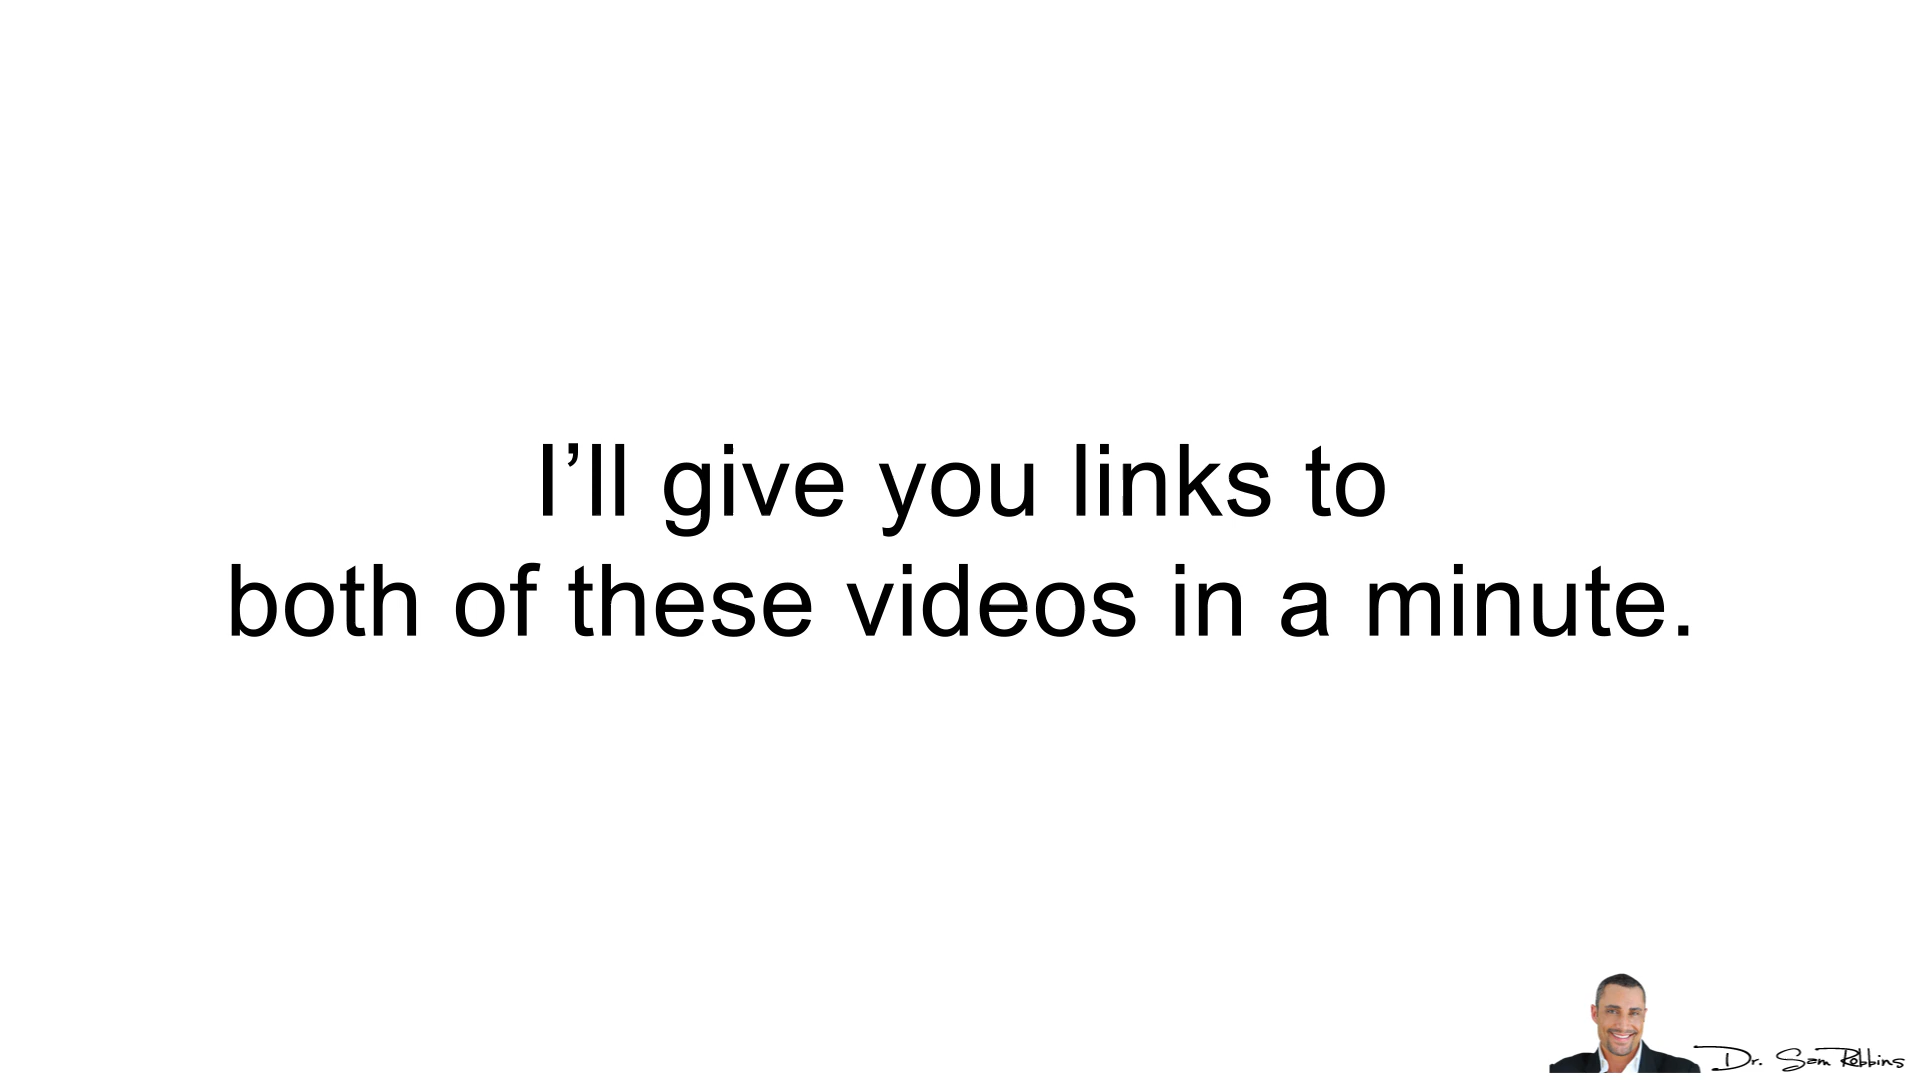 I’ll give you links to
both of these videos in a minute.
Dr. Sam Robbins